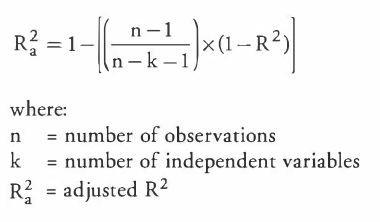 R²ₐ = 1 − [((n − 1)/(n − k − 1)) × (1 − R²)]
where:
n = number of observations
k = number of independent variables
R²ₐ = adjusted R²